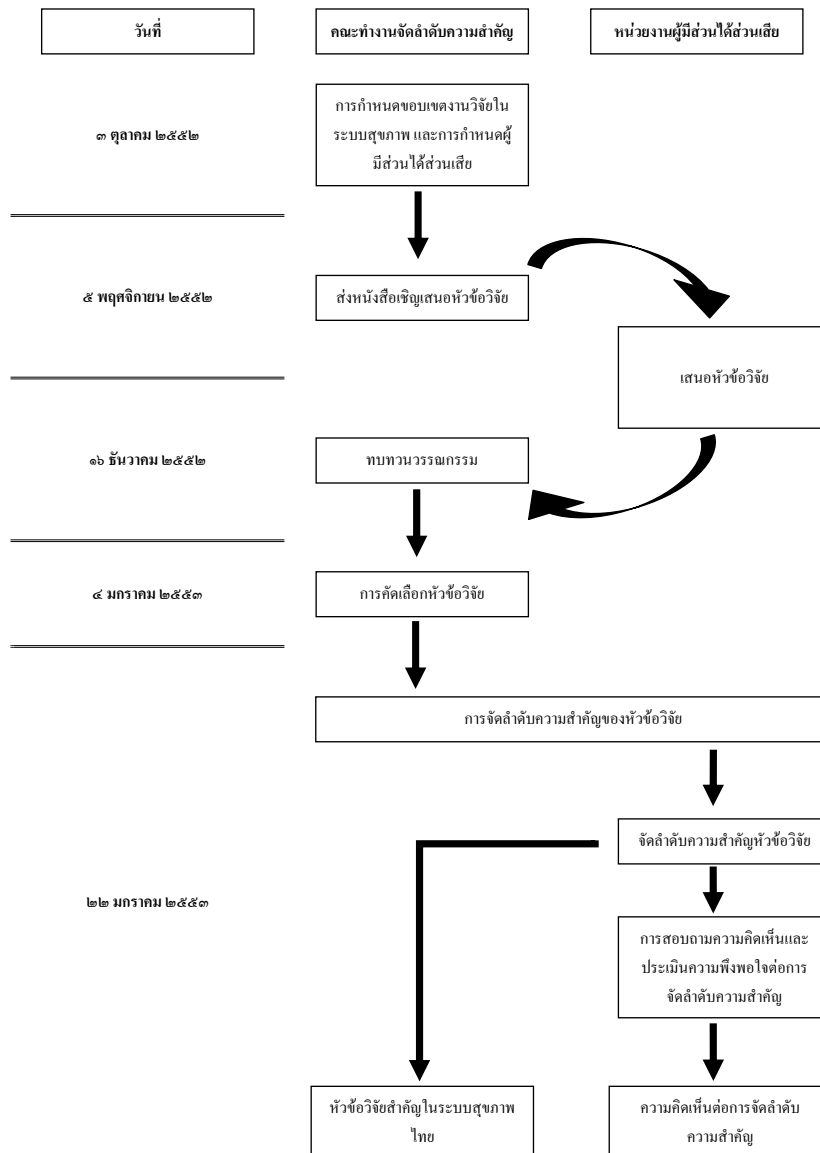 วันที่
คณะทำงานจัดลำดับความสำคัญ
หน่วยงานผู้มีส่วนได้ส่วนเสีย
๓ ตุลาคม ๒๕๕๒
การกำหนดขอบเขตงานวิจัยใน
ระบบสุขภาพ และการกำหนดผู้
มีส่วนได้ส่วนเสีย
๕ พฤศจิกายน ๒๕๕๒
ส่งหนังสือเชิญเสนอหัวข้อวิจัย
เสนอหัวข้อวิจัย
๑๖ ธันวาคม ๒๕๕๒
ทบทวนวรรณกรรม
๔ มกราคม ๒๕๕๓
การคัดเลือกหัวข้อวิจัย
การจัดลำดับความสำคัญของหัวข้อวิจัย
จัดลำดับความสำคัญหัวข้อวิจัย
๒๒ มกราคม ๒๕๕๓
การสอบถามความคิดเห็นและ
ประเมินความพึงพอใจต่อการ
จัดลำดับความสำคัญ
หัวข้อวิจัยสำคัญในระบบสุขภาพ
ไทย
ความคิดเห็นต่อการจัดลำดับ
ความสำคัญ